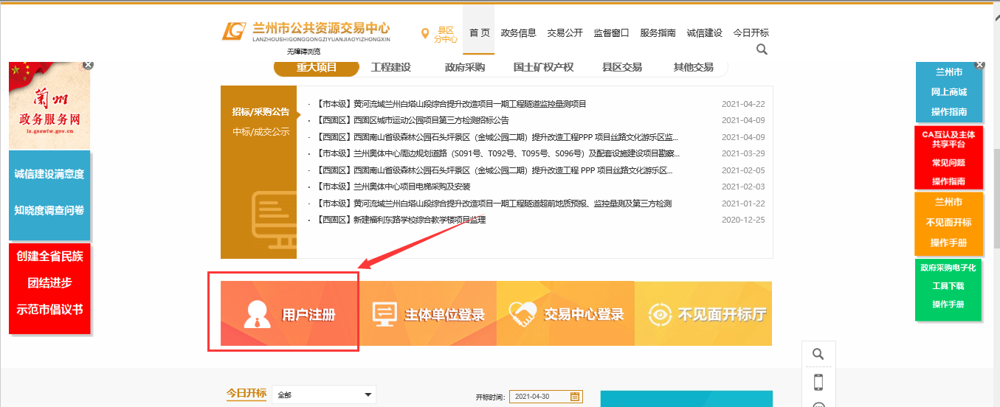 兰州市公共资源交易中心
LANZHOUSHIGONGGONGZIYUANJIAOYIZHONGXIN
无障碍浏览
县区
分中心
首 页 政务信息 交易公开 监督窗口 服务指南 诚信建设 今日开标
重大项目 工程建设 政府采购 国土矿权产权 县区交易 其他交易
招标/采购公告
中标/成交公示
· 【市本级】黄河流域兰州白塔山段综合提升改造项目一期工程隧道监控量测项目 2021-04-22
· 【西固区】西固区城市运动公园项目第三方检测招标公告 2021-04-09
· 【西固区】西固南山省级森林公园石头坪景区（金城公园二期）提升改造工程PPP 项目丝路文化游乐区监... 2021-04-09
· 【市本级】兰州奥体中心周边规划道路（S091号、T092号、T095号、S096号）及配套设施建设项目勘察... 2021-03-29
· 【西固区】西固南山省级森林公园石头坪景区（金城公园二期）提升改造工程 PPP 项目丝路文化游乐区... 2021-02-05
· 【市本级】兰州奥体中心项目电梯采购及安装 2021-02-03
· 【市本级】黄河流域兰州白塔山段综合提升改造项目一期工程隧道超前地质预报、监控量测及第三方检测 2021-01-22
· 【西固区】新建福利东路学校综合教学楼项目监理 2020-12-25
用户注册 主体单位登录 交易中心登录 不见面开标厅
今日开标 全部 开标时间: 2021-04-30
兰州
政务服务网
lz.gszwfw.gov.cn
诚信建设满意度
知晓度调查问卷
创建全省民族
团结进步
示范市倡议书
兰州市
网上商城
操作指南
CA互认及主体
共享平台
常见问题
操作指南
兰州市
不见面开标
操作手册
政府采购电子化
工具下载
操作手册